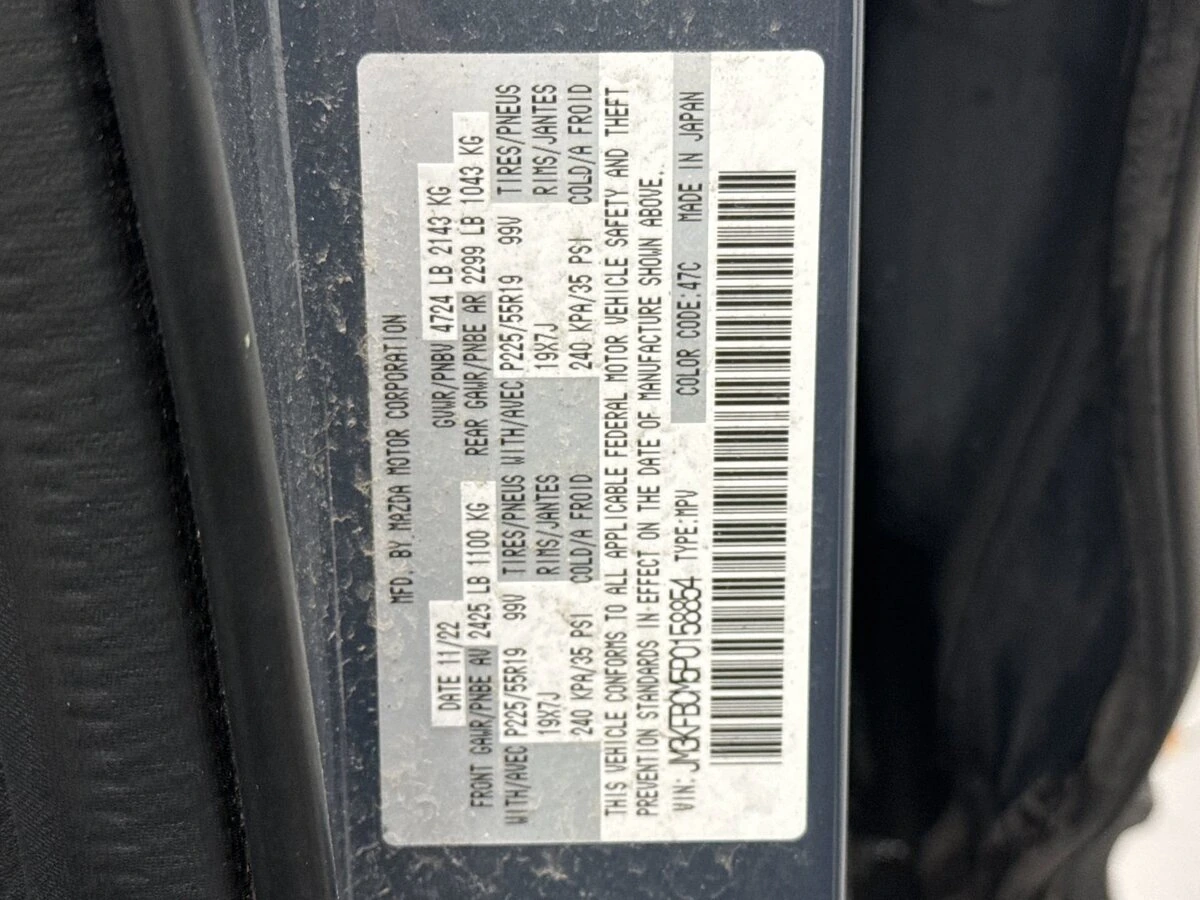 MFD. BY MAZDA MOTOR CORPORATION
DATE 11/22 GVWR/PNBV 4724 LB 2143 KG
FRONT GAWR/PNBE AV 2425 LB 1100 KG REAR GAWR/PNBE AR 2299 LB 1043 KG
WITH/AVEC P225/55R19 99V TIRES/PNEUS WITH/AVEC P225/55R19 99V TIRES/PNEUS
19X7J RIMS/JANTES 19X7J RIMS/JANTES
240 KPA/35 PSI COLD/A FROID 240 KPA/35 PSI COLD/A FROID
THIS VEHICLE CONFORMS TO ALL APPLICABLE FEDERAL MOTOR VEHICLE SAFETY AND THEFT
PREVENTION STANDARDS IN EFFECT ON THE DATE OF MANUFACTURE SHOWN ABOVE.
VIN: JM3KFBCM5P0158854 TYPE:MPV COLOR CODE:47C MADE IN JAPAN